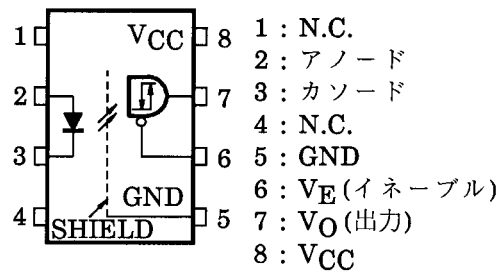 1
2
3
4
VCC
GND
SHIELD
8
7
6
5
1 : N.C.
2 : アノード
3 : カソード
4 : N.C.
5 : GND
6 : VE (イネーブル)
7 : VO (出力)
8 : VCC